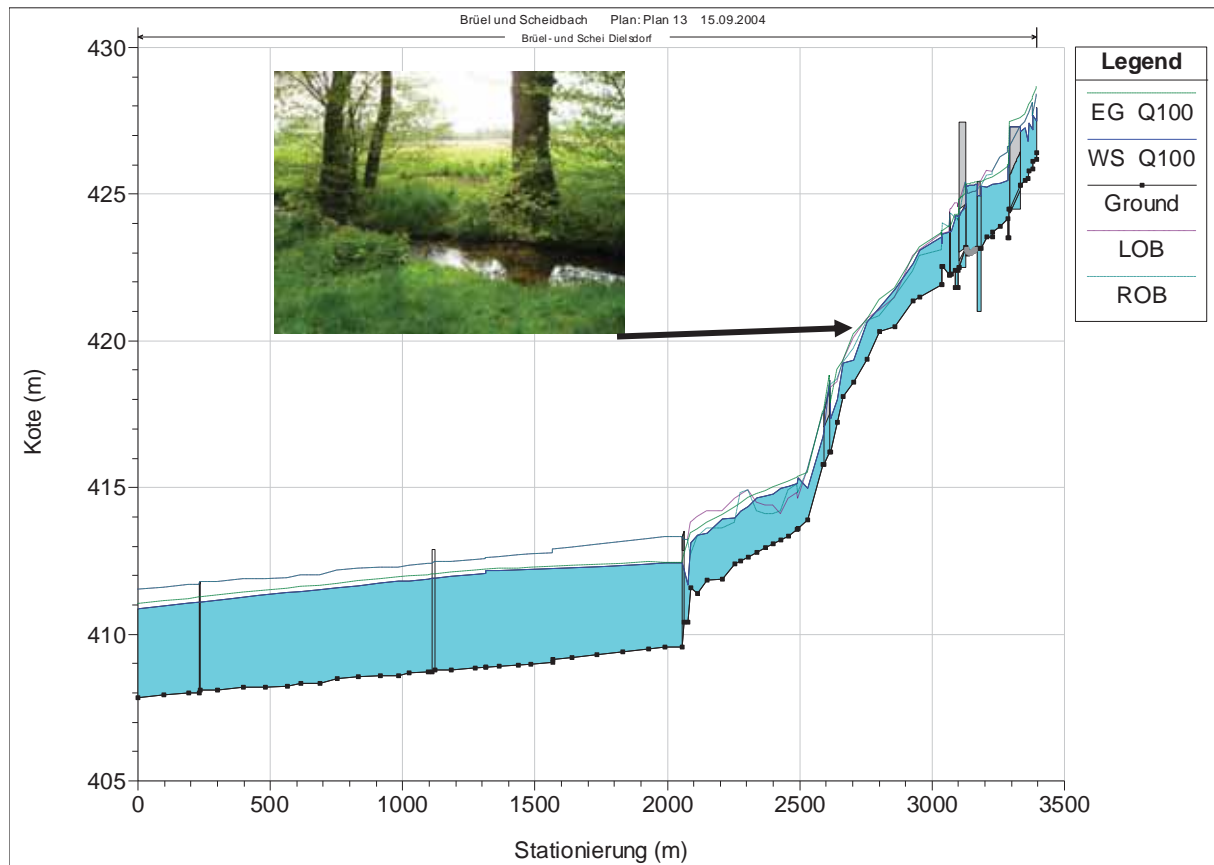 Brüel und Scheidbach Plan: Plan 13 15.09.2004
Brüel- und Schei Dielsdorf
Legend
EG Q100
WS Q100
Ground
LOB
ROB
Kote (m)
430
425
420
415
410
405
0 500 1000 1500 2000 2500 3000 3500
Stationierung (m)